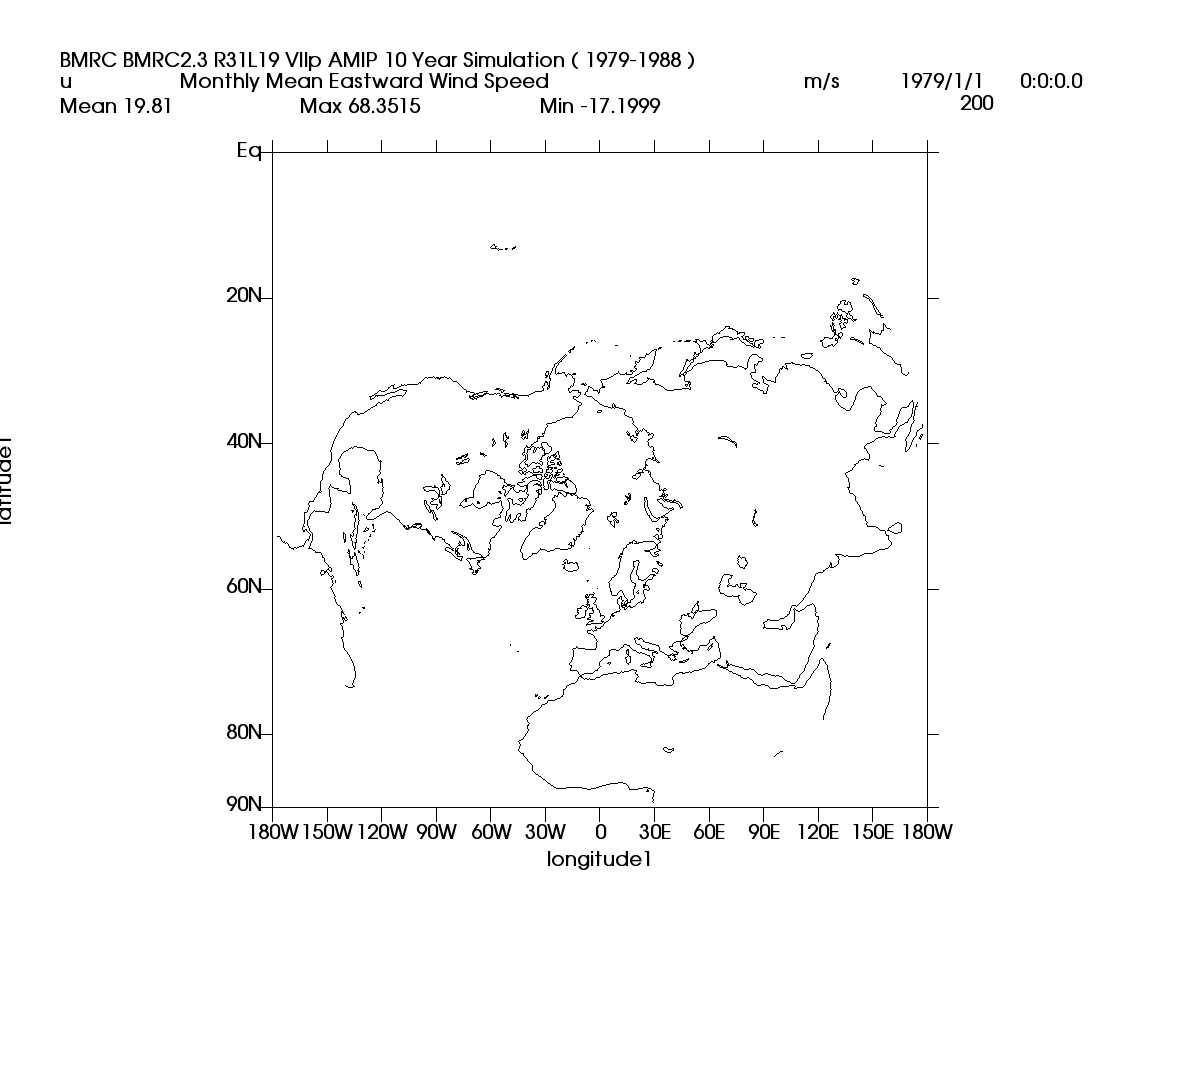 BMRC BMRC2.3 R31L19 VIIp AMIP 10 Year Simulation ( 1979-1988 )
u Monthly Mean Eastward Wind Speed m/s 1979/1/1 0:0:0.0
Mean 19.81 Max 68.3515 Min -17.1999 200
Eq
20N
40N
latitude1
60N
80N
90N
180W 150W 120W 90W 60W 30W 0 30E 60E 90E 120E 150E 180W
longitude1